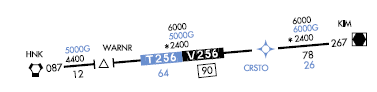 6000
6000G
*2400
KIM
267
78
26
6000
5000G
*2400
T256
V256
64
90
CRSTO
HNK
087
5000G
4400
12
WARNR